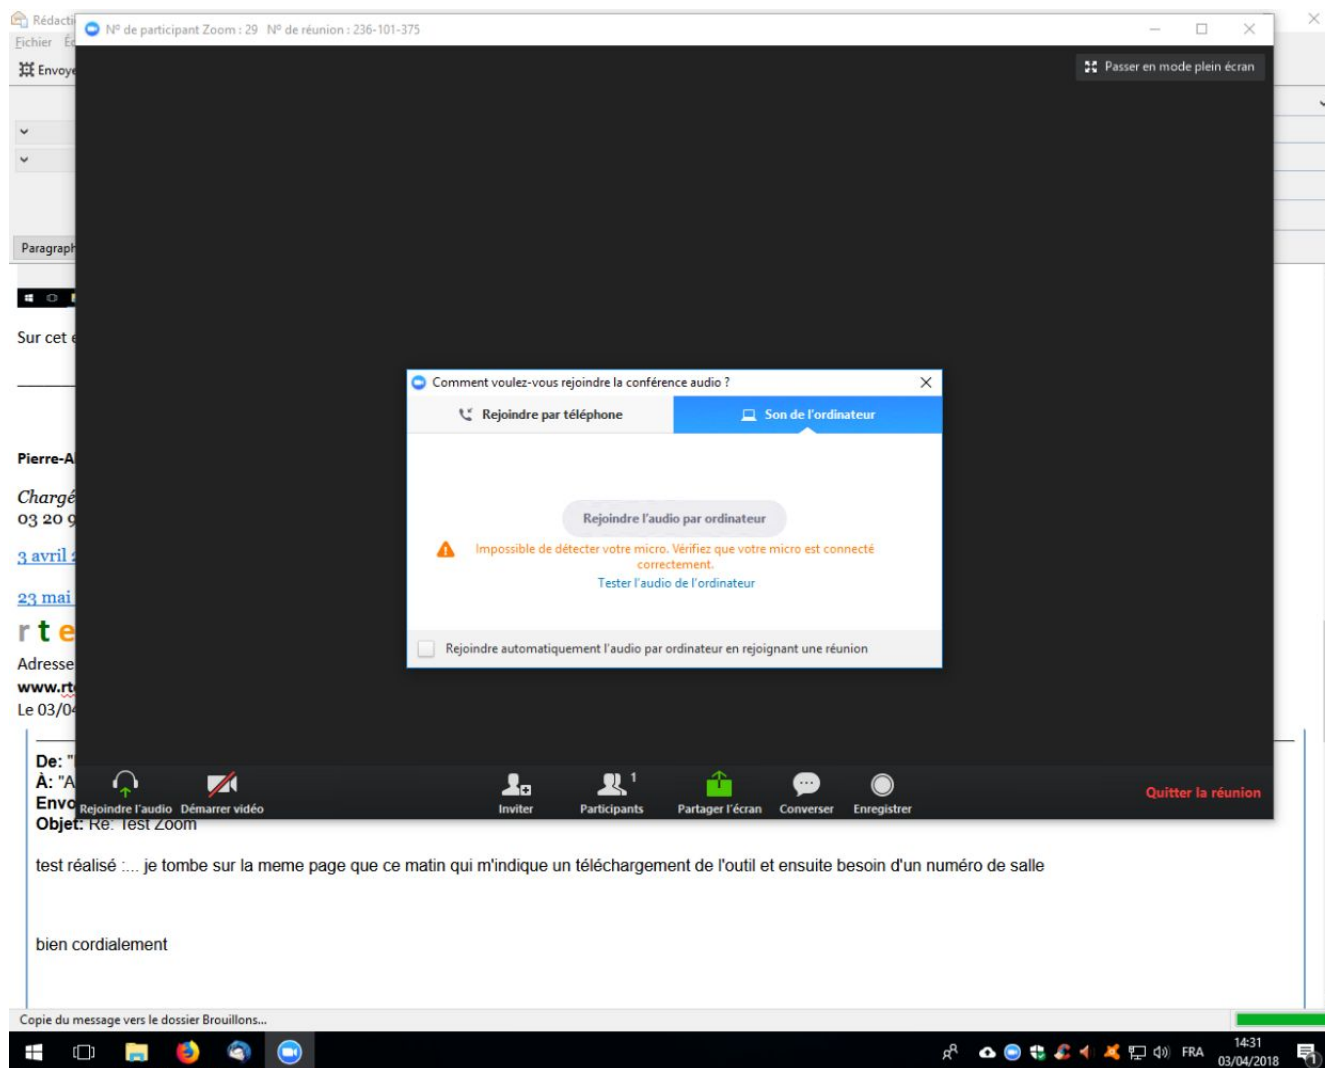 Rédacti
N° de participant Zoom : 29 N° de réunion : 236-101-375
Fichier
Envoye
Passer en mode plein écran
Paragraph
Sur cet
Comment voulez-vous rejoindre la conférence audio ?
Rejoindre par téléphone
Son de l'ordinateur
Pierre-A
Chargé
03 20 9
Rejoindre l'audio par ordinateur
Impossible de détecter votre micro. Vérifiez que votre micro est connecté
correctement.
3 avril
Tester l'audio de l'ordinateur
23 mai
rte
Rejoindre automatiquement l'audio par ordinateur en rejoignant une réunion
Adresse
www.rt
Le 03/04
De: "
À: "A
Envo
1
Rejoindre l'audio Démarrer vidéo Inviter Participants Partager l'écran Converser Enregistrer
Quitter la réunion
Objet: Re: Test Zoom
test réalisé :... je tombe sur la meme page que ce matin qui m'indique un téléchargement de l'outil et ensuite besoin d'un numéro de salle
bien cordialement
Copie du message vers le dossier Brouillons...
FRA
14:31
03/04/2018
1